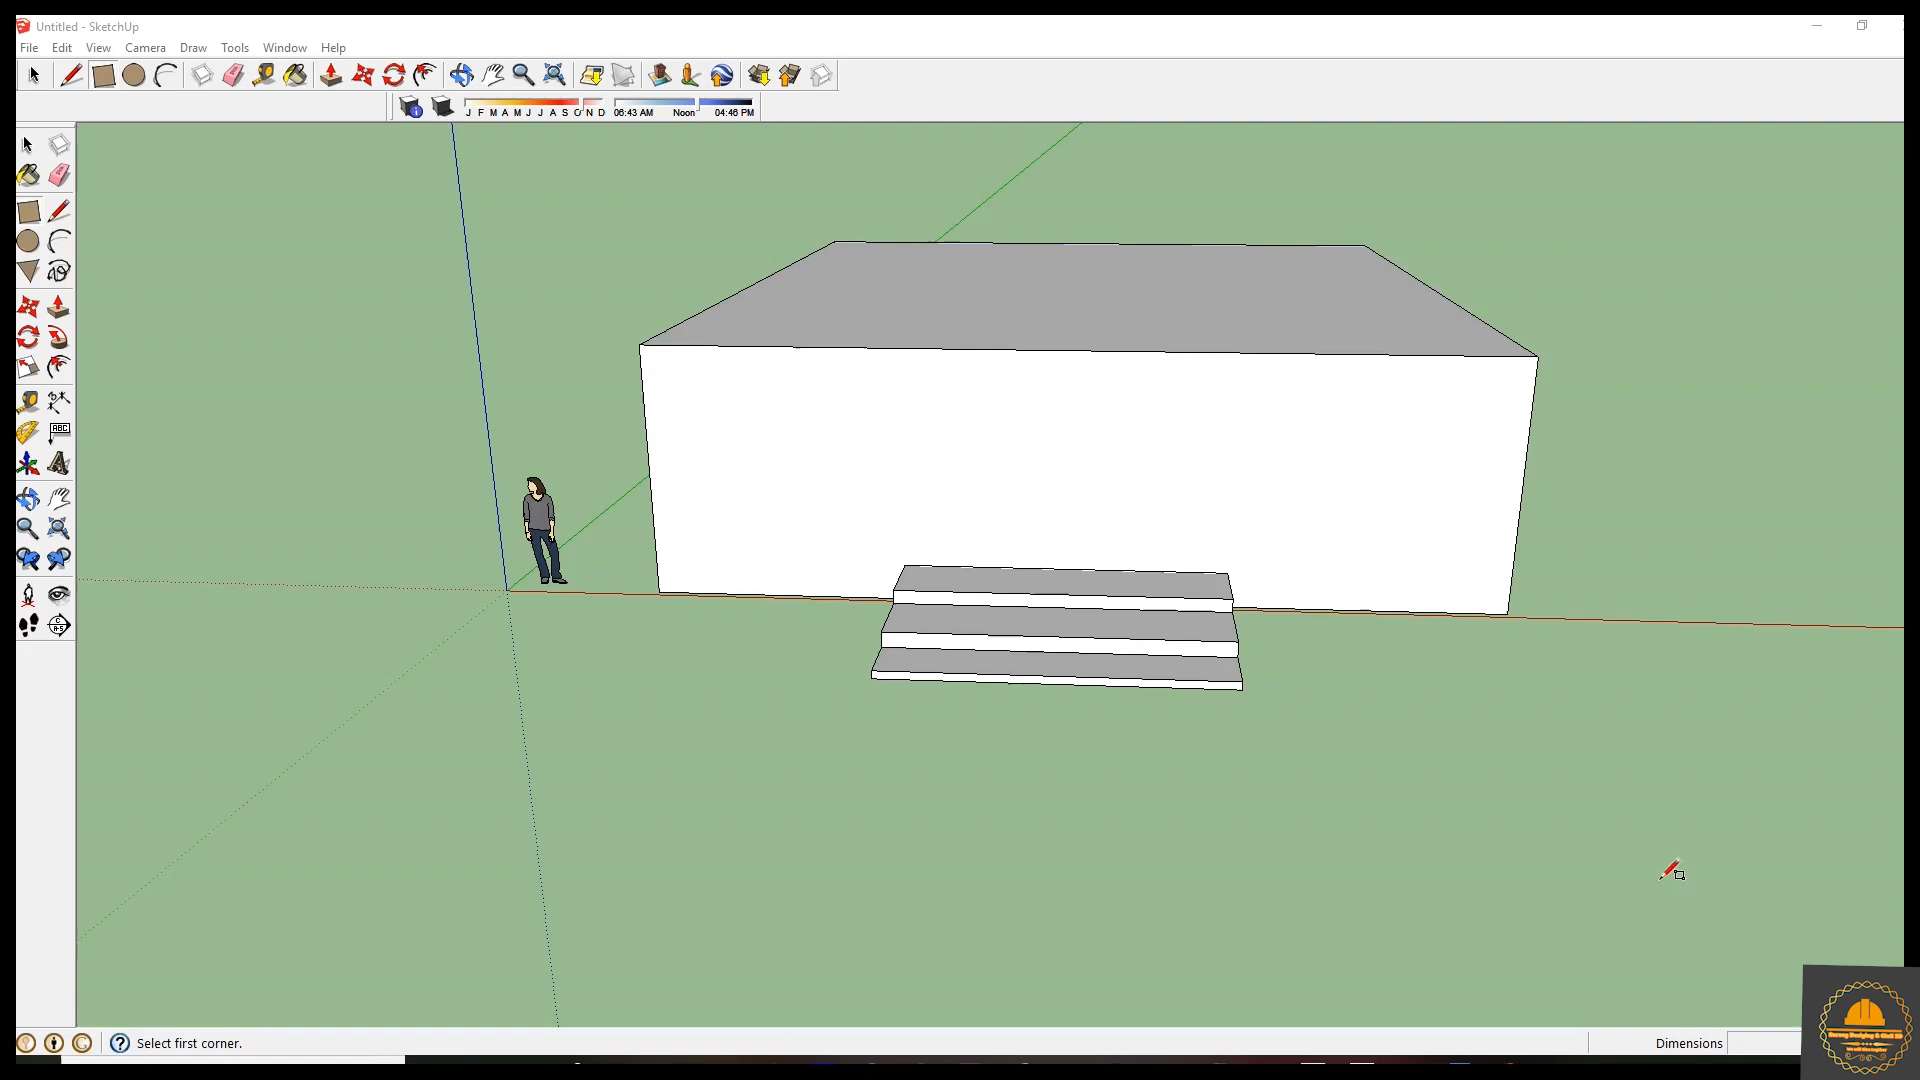 Untitled - SketchUp
File Edit View Camera Draw Tools Window Help
J F M A M J J A S O N D 06:43 AM Noon 04:46 PM
ABC
Select first corner.
Dimensions